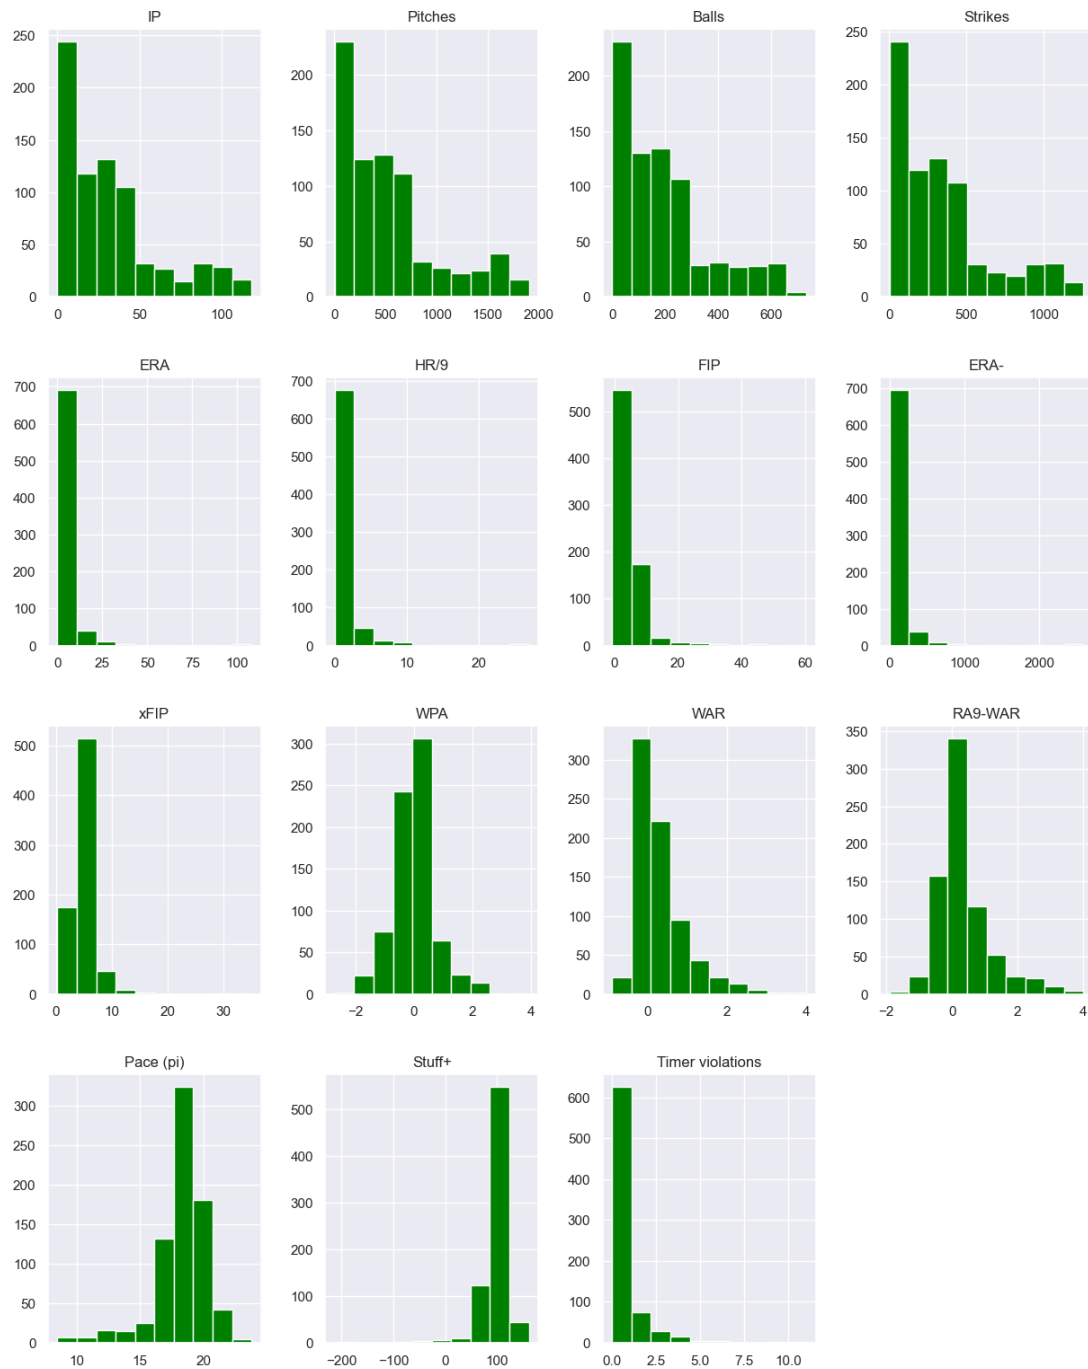 IP Pitches Balls Strikes
250 200 150 100 50 0
0 50 100
200 150 100 50 0
0 500 1000 1500 2000
200 150 100 50 0
0 200 400 600
250 200 150 100 50 0
0 500 1000
ERA HR/9 FIP ERA-
700 600 500 400 300 200 100 0
0 25 50 75 100
700 600 500 400 300 200 100 0
0 10 20
500 400 300 200 100 0
0 20 40 60
700 600 500 400 300 200 100 0
0 1000 2000
xFIP WPA WAR RA9-WAR
500 400 300 200 100 0
0 10 20 30
300 250 200 150 100 50 0
−2 0 2 4
300 250 200 150 100 50 0
0 2 4
350 300 250 200 150 100 50 0
−2 0 2 4
Pace (pi) Stuff+ Timer violations
300 250 200 150 100 50 0
10 15 20
500 400 300 200 100 0
−200 −100 0 100
600 500 400 300 200 100 0
0.0 2.5 5.0 7.5 10.0